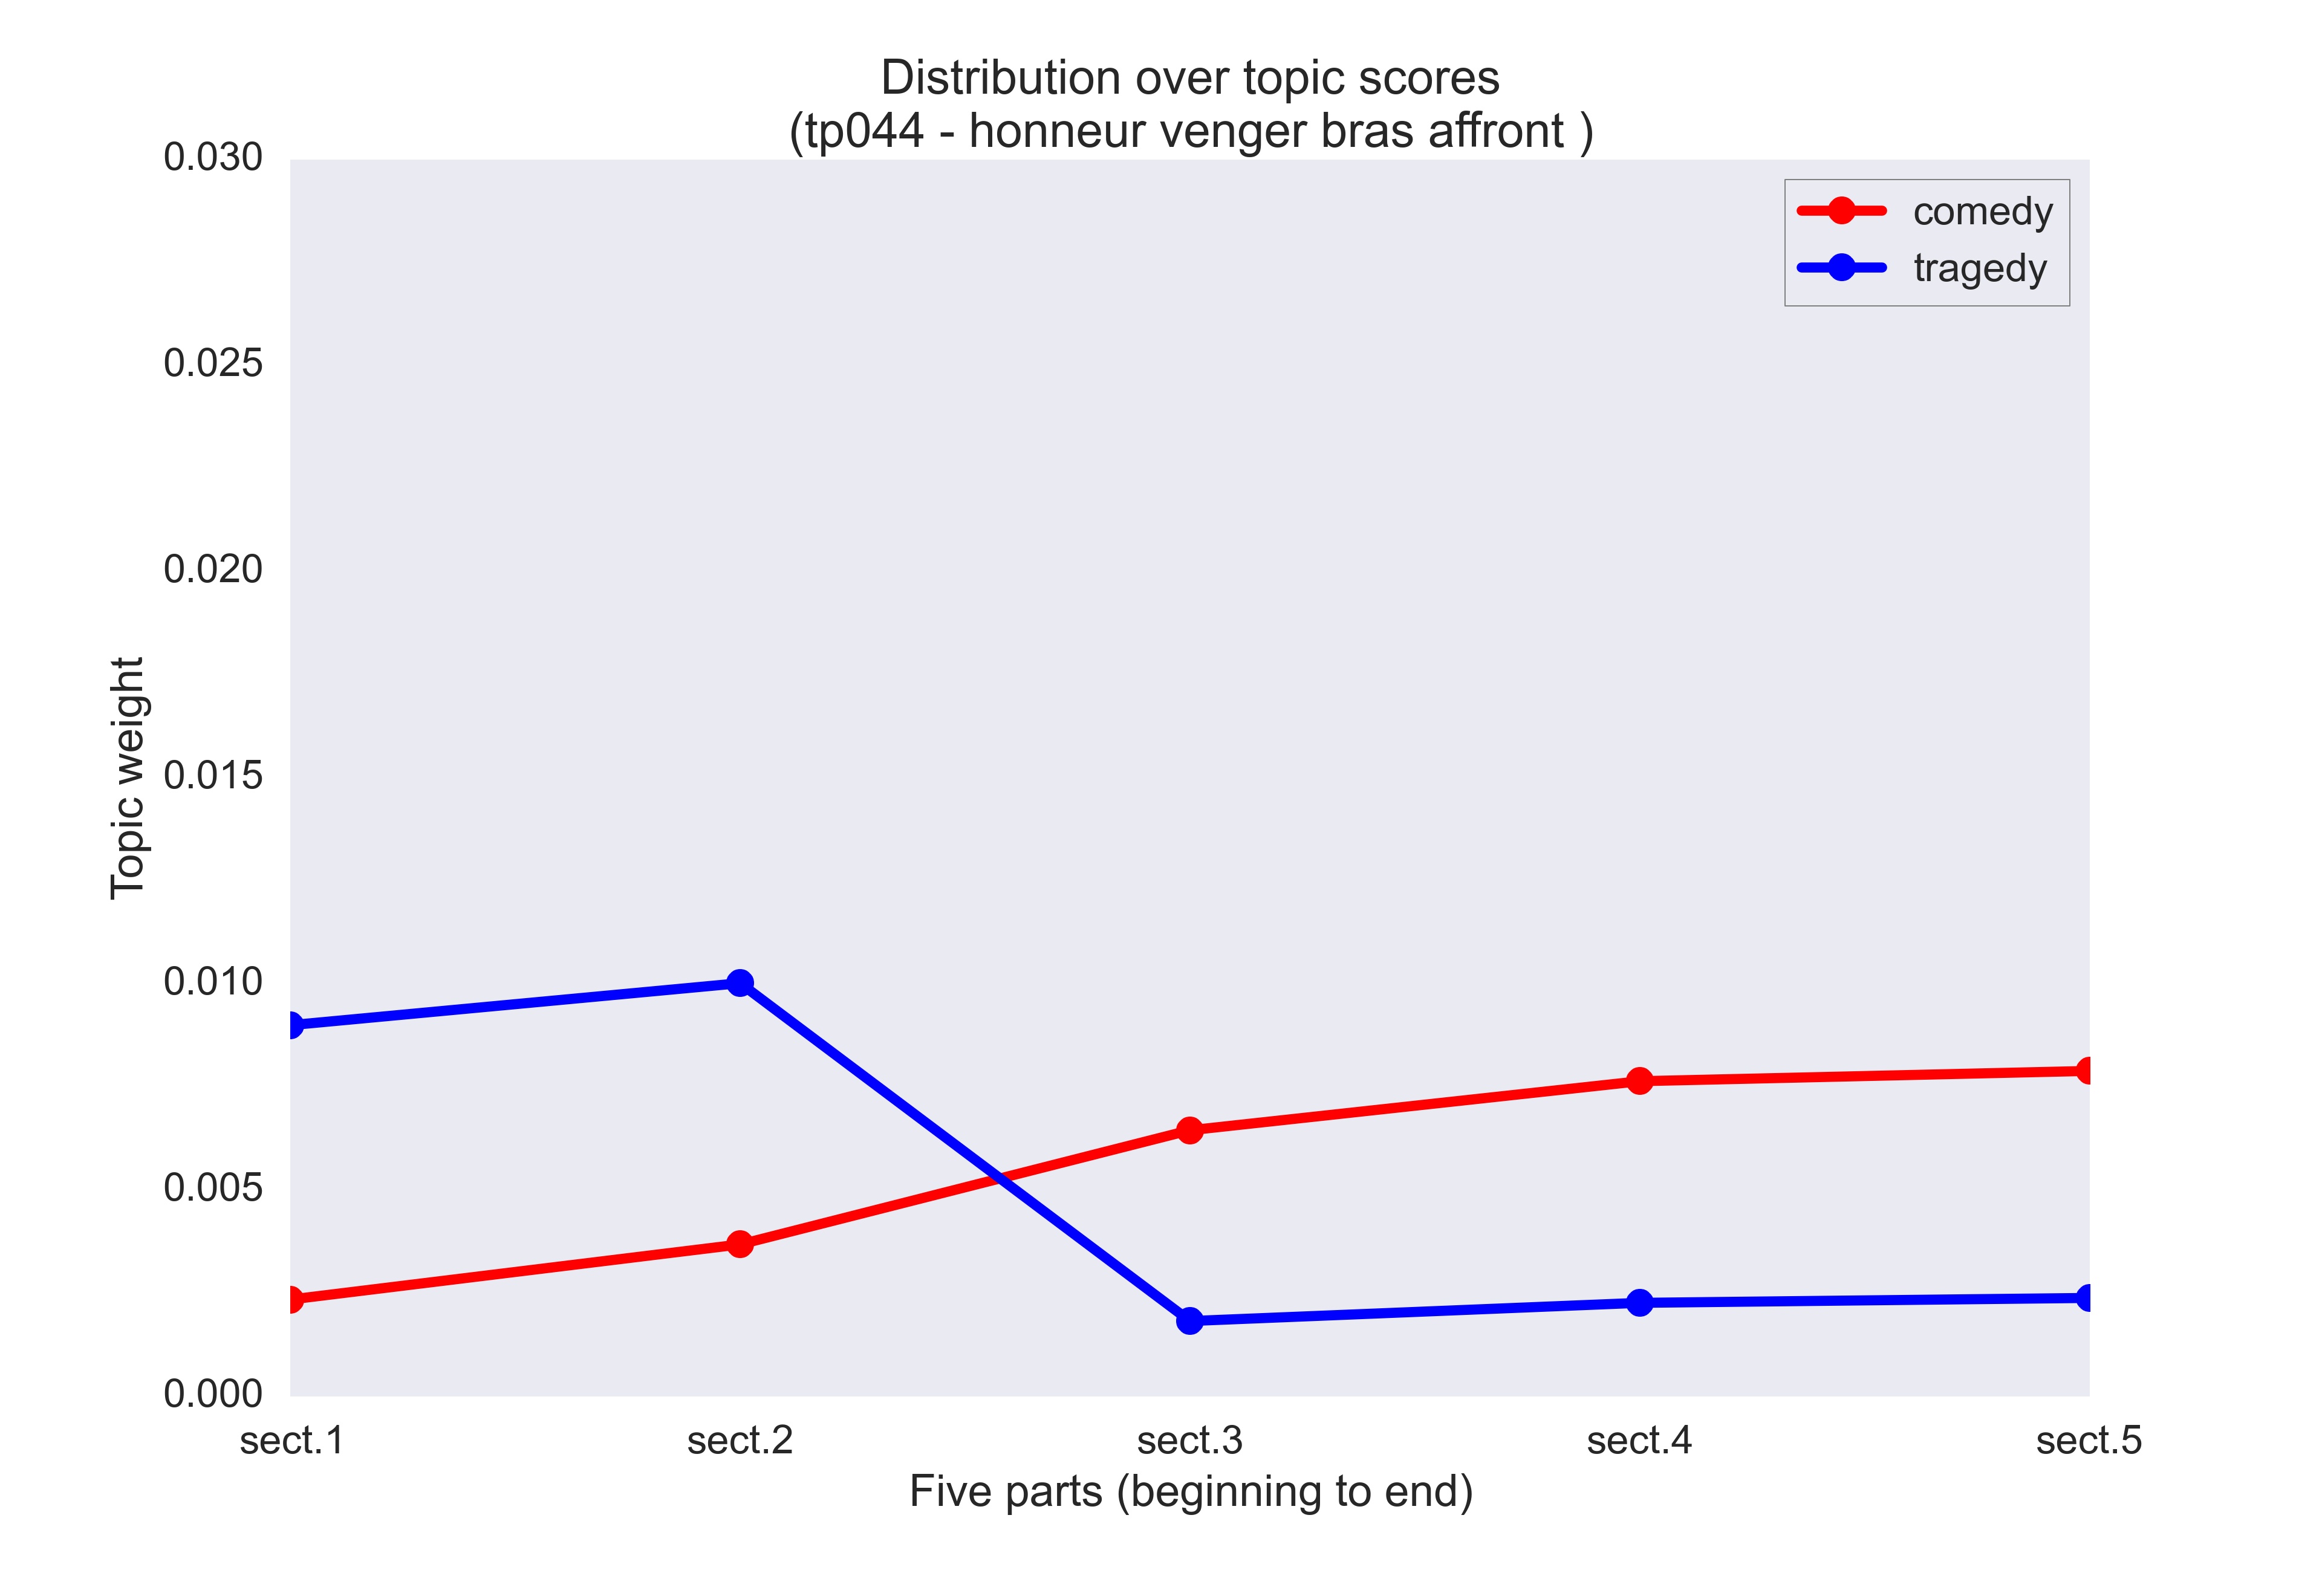 Distribution over topic scores
(tp044 - honneur venger bras affront )
comedy
tragedy
Topic weight
0.030
0.025
0.020
0.015
0.010
0.005
0.000
sect.1 sect.2 sect.3 sect.4 sect.5
Five parts (beginning to end)